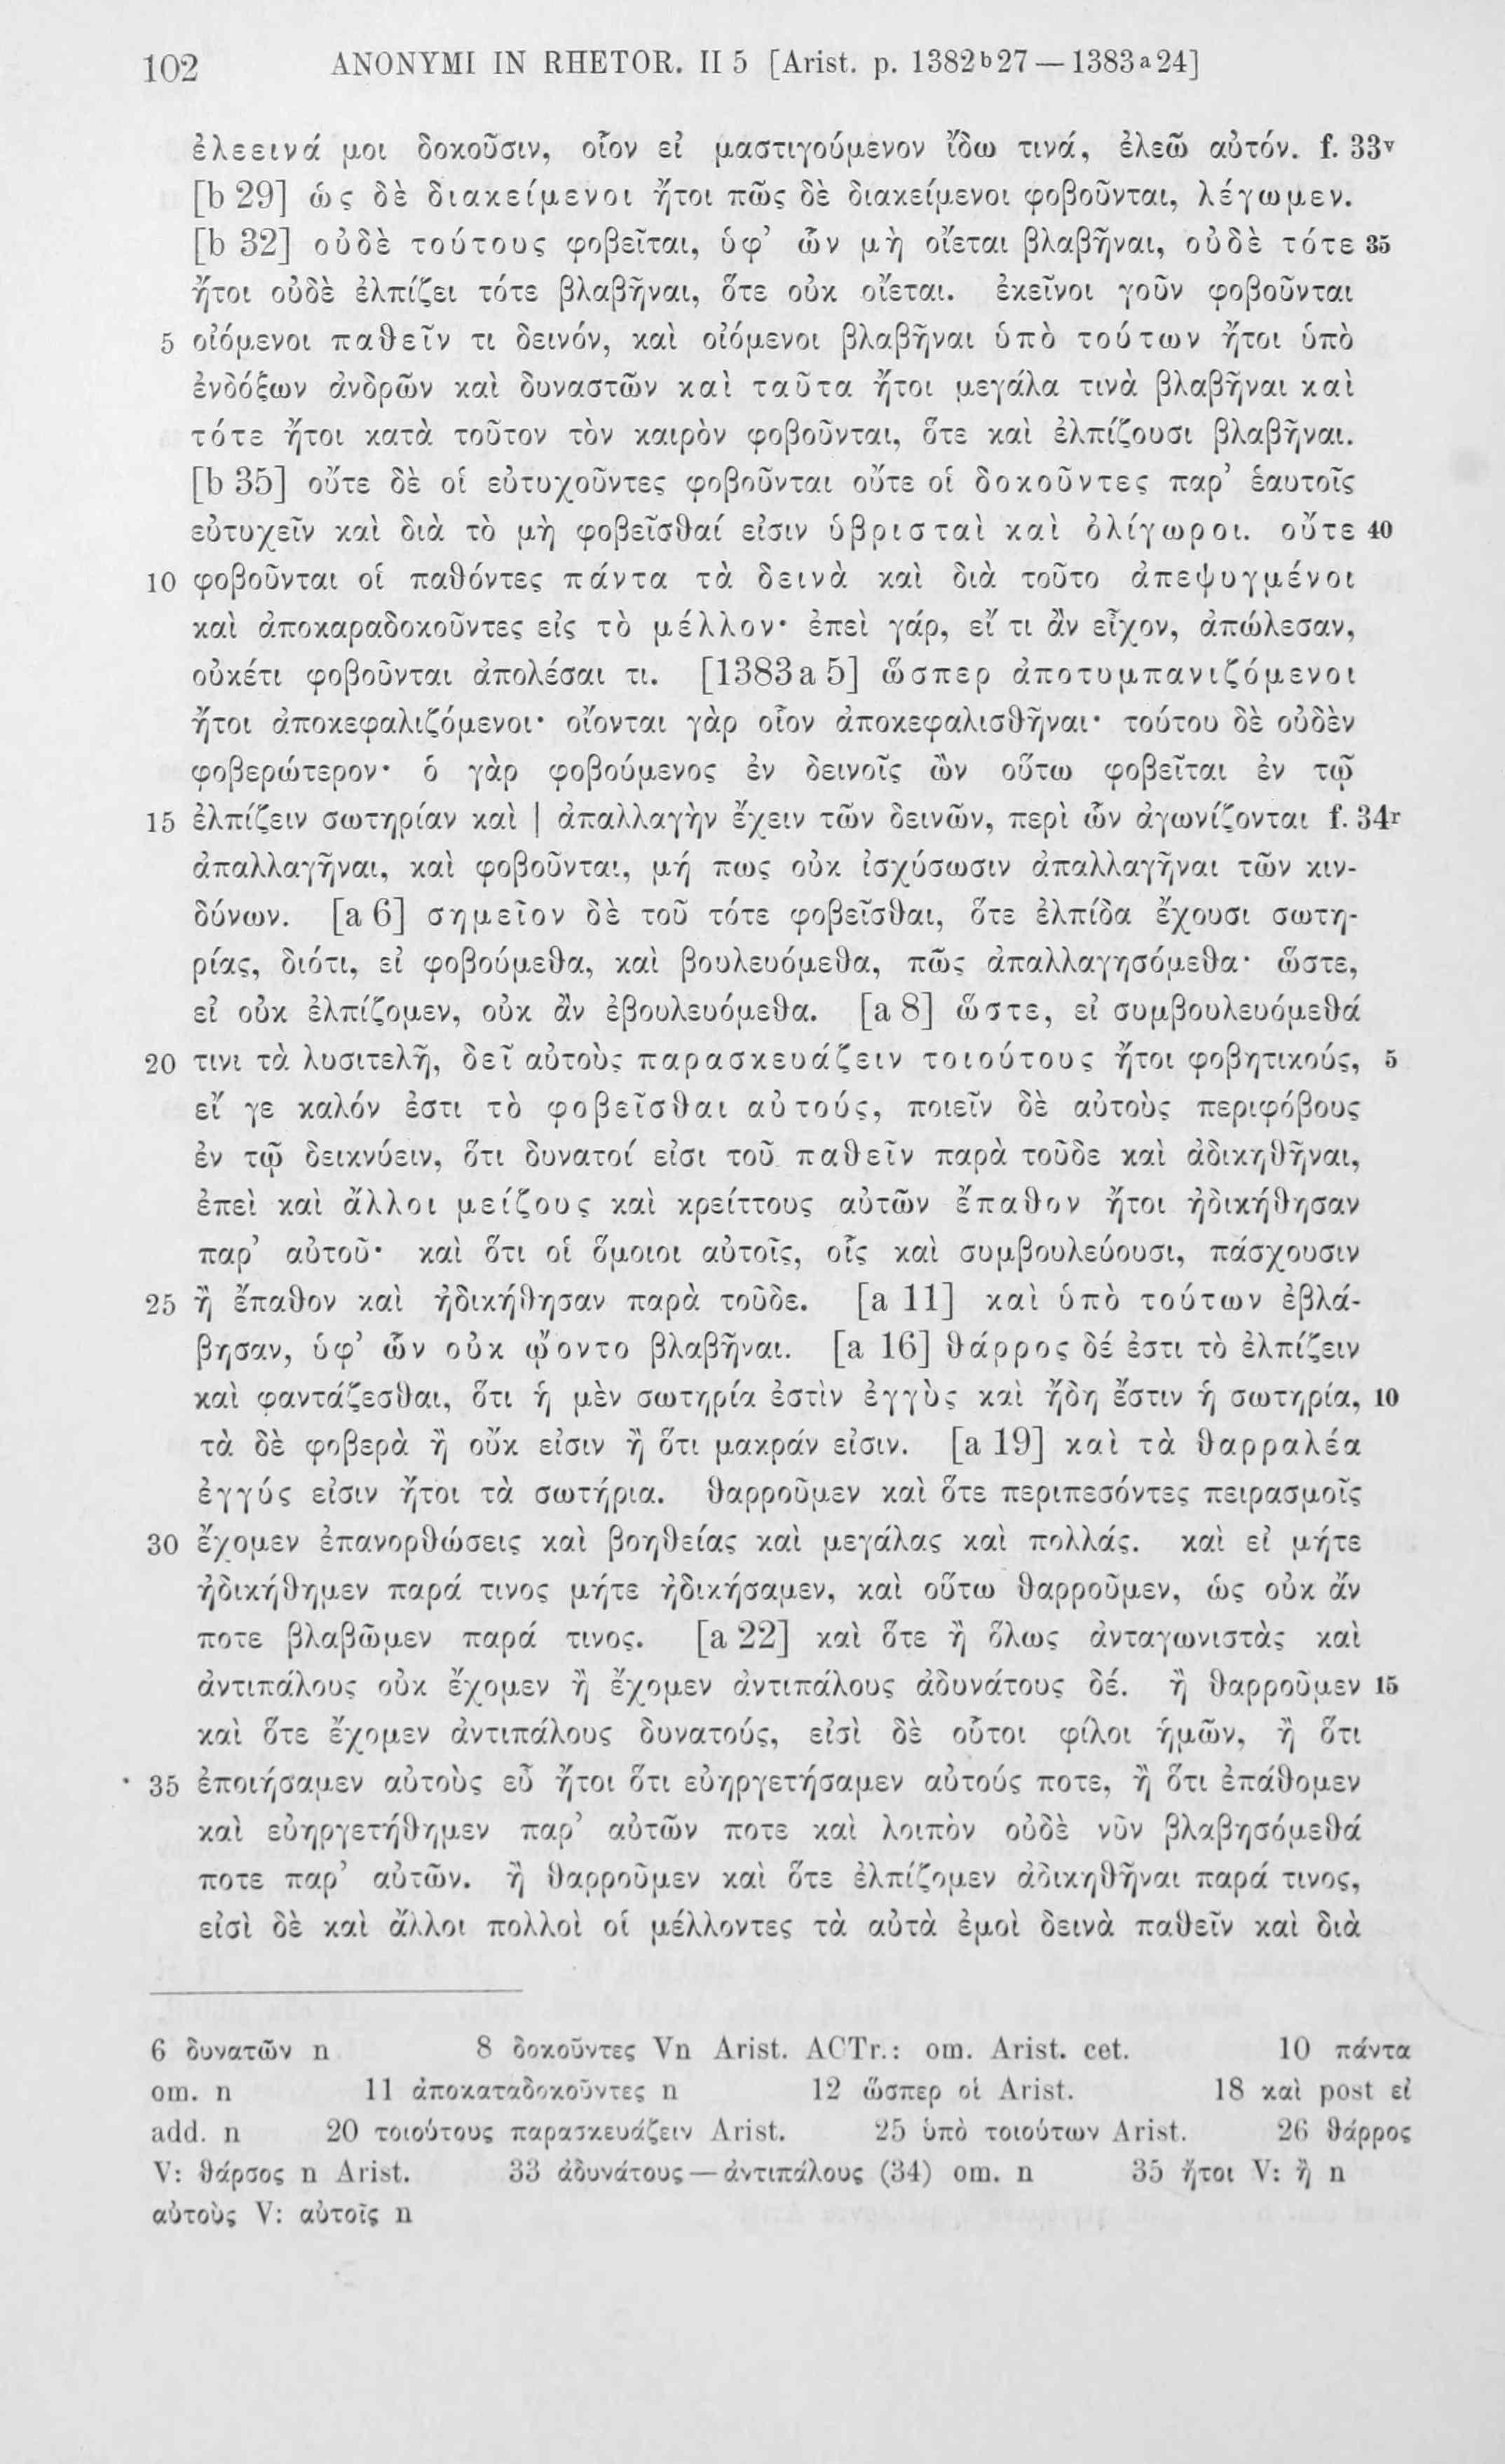 102 ANONYMI IN RHETOR. II 5 [Arist. p. 1382b27 — 1383a24]
ἐλεεινά μοι δοκοῦσιν, οἷον εἰ μαστιγούμενον ἴδω τινά, ἐλεῶ αὐτόν. f. 33v
[b 29] ὡς δὲ διακείμενοι ἤτοι πῶς δὲ διακείμενοι φοβοῦνται, λέγωμεν.
[b 32] οὐδὲ τούτους φοβεῖται, ὑφ’ ὧν μὴ οἴεται βλαβῆναι, οὐδὲ τότε 35
ἤτοι οὐδὲ ἐλπίζει τότε βλαβῆναι, ὅτε οὐκ οἴεται. ἐκεῖνοι γοῦν φοβοῦνται
5 οἰόμενοι παθεῖν τι δεινόν, καὶ οἰόμενοι βλαβῆναι ὑπὸ τούτων ἤτοι ὑπὸ
ἐνδόξων ἀνδρῶν καὶ δυναστῶν καὶ ταῦτα ἤτοι μεγάλα τινὰ βλαβῆναι καὶ
τότε ἤτοι κατὰ τοῦτον τὸν καιρὸν φοβοῦνται, ὅτε καὶ ἐλπίζουσι βλαβῆναι.
[b 35] οὔτε δὲ οἱ εὐτυχοῦντες φοβοῦνται οὔτε οἱ δοκοῦντες παρ’ ἑαυτοῖς
εὐτυχεῖν καὶ διὰ τὸ μὴ φοβεῖσθαί εἰσιν ὑβρισταὶ καὶ ὀλίγωροι. οὔτε 40
10 φοβοῦνται οἱ παθόντες πάντα τὰ δεινὰ καὶ διὰ τοῦτο ἀπεψυγμένοι
καὶ ἀποκαραδοκοῦντες εἰς τὸ μέλλον· ἐπεὶ γάρ, εἴ τι ἂν εἶχον, ἀπώλεσαν,
οὐκέτι φοβοῦνται ἀπολέσαι τι. [1383a 5] ὥσπερ ἀποτυμπανιζόμενοι
ἤτοι ἀποκεφαλιζόμενοι· οἴονται γὰρ οἷον ἀποκεφαλισθῆναι· τούτου δὲ οὐδὲν
φοβερώτερον· ὁ γὰρ φοβούμενος ἐν δεινοῖς ὢν οὕτω φοβεῖται ἐν τῷ
15 ἐλπίζειν σωτηρίαν καὶ | ἀπαλλαγὴν ἔχειν τῶν δεινῶν, περὶ ὧν ἀγωνίζονται f. 34r
ἀπαλλαγῆναι, καὶ φοβοῦνται, μή πως οὐκ ἰσχύσωσιν ἀπαλλαγῆναι τῶν κιν-
δύνων. [a 6] σημεῖον δὲ τοῦ τότε φοβεῖσθαι, ὅτε ἐλπίδα ἔχουσι σωτη-
ρίας, διότι, εἰ φοβούμεθα, καὶ βουλευόμεθα, πῶς ἀπαλλαγησόμεθα· ὥστε,
εἰ οὐκ ἐλπίζομεν, οὐκ ἂν ἐβουλευόμεθα. [a 8] ὥστε, εἰ συμβουλευόμεθά
20 τινι τὰ λυσιτελῆ, δεῖ αὐτοὺς παρασκευάζειν τοιούτους ἤτοι φοβητικούς, 5
εἴ γε καλόν ἐστι τὸ φοβεῖσθαι αὐτούς, ποιεῖν δὲ αὐτοὺς περιφόβους
ἐν τῷ δεικνύειν, ὅτι δυνατοί εἰσι τοῦ παθεῖν παρὰ τοῦδε καὶ ἀδικηθῆναι,
ἐπεὶ καὶ ἄλλοι μείζους καὶ κρείττους αὐτῶν ἔπαθον ἤτοι ἠδικήθησαν
παρ’ αὐτοῦ· καὶ ὅτι οἱ ὅμοιοι αὐτοῖς, οἷς καὶ συμβουλεύουσι, πάσχουσιν
25 ἢ ἔπαθον καὶ ἠδικήθησαν παρὰ τοῦδε. [a 11] καὶ ὑπὸ τούτων ἐβλά-
βησαν, ὑφ’ ὧν οὐκ ᾤοντο βλαβῆναι. [a 16] θάρρος δέ ἐστι τὸ ἐλπίζειν
καὶ φαντάζεσθαι, ὅτι ἡ μὲν σωτηρία ἐστὶν ἐγγὺς καὶ ἤδη ἔστιν ἡ σωτηρία, 10
τὰ δὲ φοβερὰ ἢ οὔκ εἰσιν ἢ ὅτι μακράν εἰσιν. [a 19] καὶ τὰ θαρραλέα
ἐγγύς εἰσιν ἤτοι τὰ σωτήρια. θαρροῦμεν καὶ ὅτε περιπεσόντες πειρασμοῖς
30 ἔχομεν ἐπανορθώσεις καὶ βοηθείας καὶ μεγάλας καὶ πολλάς. καὶ εἰ μήτε
ἠδικήθημεν παρά τινος μήτε ἠδικήσαμεν, καὶ οὕτω θαρροῦμεν, ὡς οὐκ ἄν
ποτε βλαβῶμεν παρά τινος. [a 22] καὶ ὅτε ἢ ὅλως ἀνταγωνιστὰς καὶ
ἀντιπάλους οὐκ ἔχομεν ἢ ἔχομεν ἀντιπάλους ἀδυνάτους δέ. ἢ θαρροῦμεν 15
καὶ ὅτε ἔχομεν ἀντιπάλους δυνατούς, εἰσὶ δὲ οὗτοι φίλοι ἡμῶν, ἢ ὅτι
35 ἐποιήσαμεν αὐτοὺς εὖ ἤτοι ὅτι εὐηργετήσαμεν αὐτούς ποτε, ἢ ὅτι ἐπάθομεν
καὶ εὐηργετήθημεν παρ’ αὐτῶν ποτε καὶ λοιπὸν οὐδὲ νῦν βλαβησόμεθά
ποτε παρ’ αὐτῶν. ἢ θαρροῦμεν καὶ ὅτε ἐλπίζομεν ἀδικηθῆναι παρά τινος,
εἰσὶ δὲ καὶ ἄλλοι πολλοὶ οἱ μέλλοντες τὰ αὐτὰ ἐμοὶ δεινὰ παθεῖν καὶ διὰ
6 δυνατῶν n 8 δοκοῦντες Vn Arist. ACTr.: om. Arist. cet. 10 πάντα
om. n 11 ἀποκαταδοκοῦντες n 12 ὥσπερ οἱ Arist. 18 καὶ post εἰ
add. n 20 τοιούτους παρασκευάζειν Arist. 25 ὑπὸ τοιούτων Arist. 26 θάρρος
V: θάρσος n Arist. 33 ἀδυνάτους — ἀντιπάλους (34) om. n 35 ἤτοι V: ἢ n
αὐτοὺς V: αὐτοῖς n